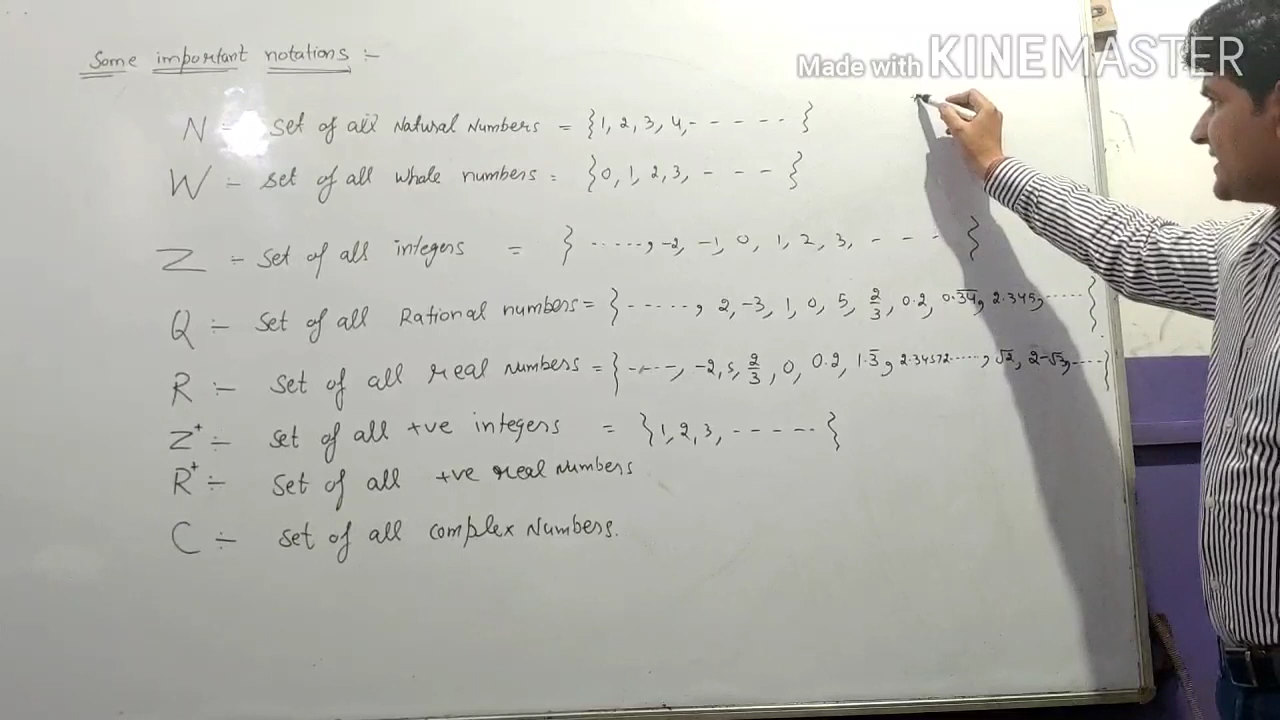 Some important notations :-
Made with KINEMASTER
N :- Set of all Natural Numbers = {1, 2, 3, 4, - - - - - }
W :- Set of all Whole numbers = {0, 1, 2, 3, - - - }
Z :- Set of all integers = { ......, -2, -1, 0, 1, 2, 3, - - - }
Q :- Set of all Rational numbers = { - - ...., 2, -3, 1, 0, 5, 2/3, 0.2, 0.3̅4̅, 2.345, ..... }
R :- Set of all real numbers = { - - - -, -2, 5, 2/3, 0, 0.2, 1.3̅, 2.34572......, √2, 2-√3, ..... }
Z⁺ :- Set of all +ve integers = {1, 2, 3, - - - - - }
R⁺ :- Set of all +ve real numbers
C :- Set of all complex Numbers.